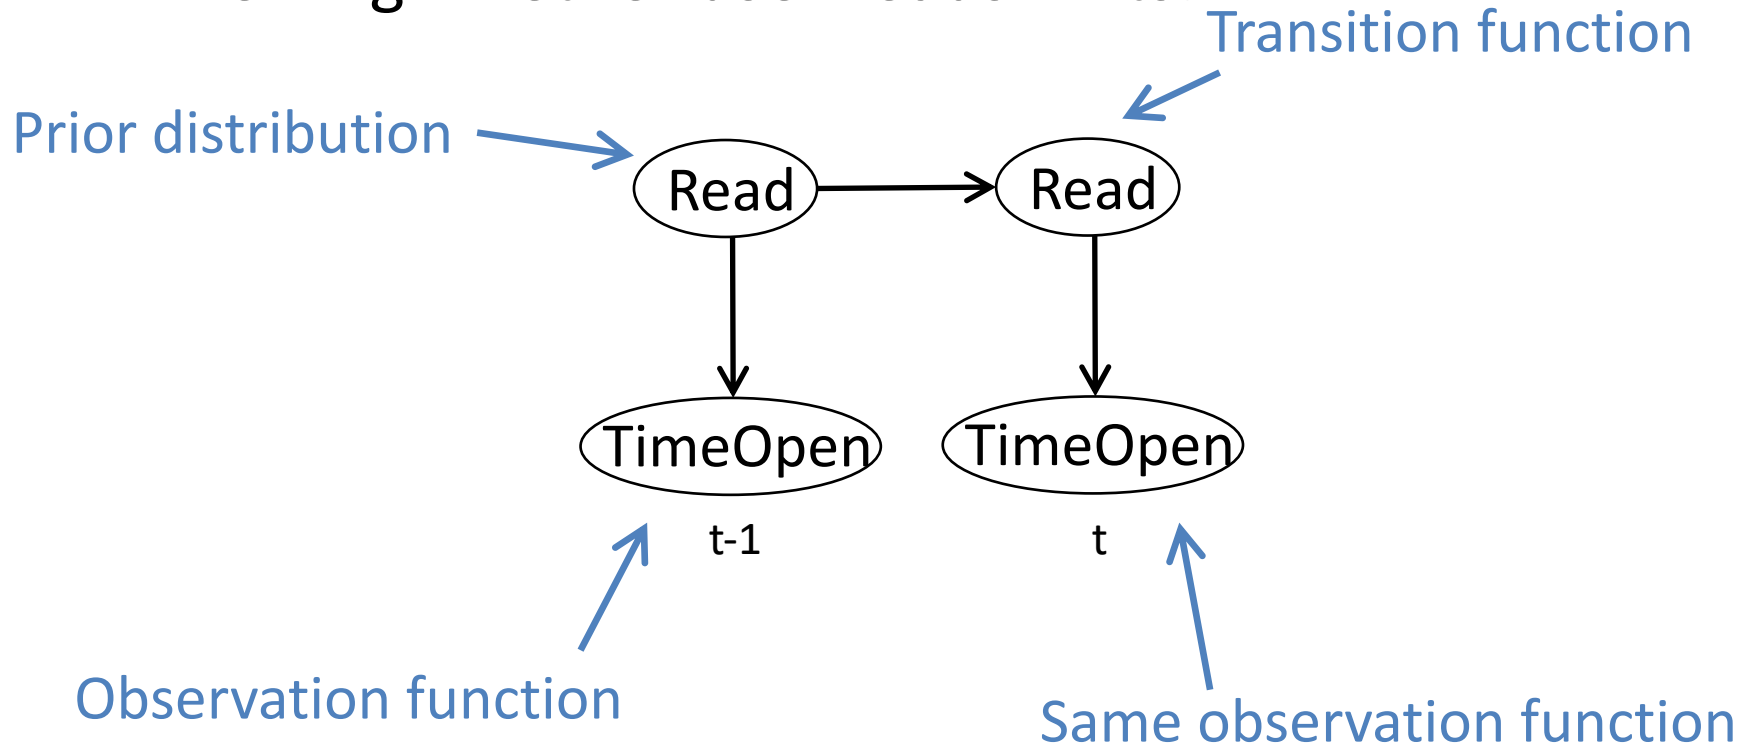 Transition function
Prior distribution
Read
Read
TimeOpen
TimeOpen
t-1
t
Observation function
Same observation function